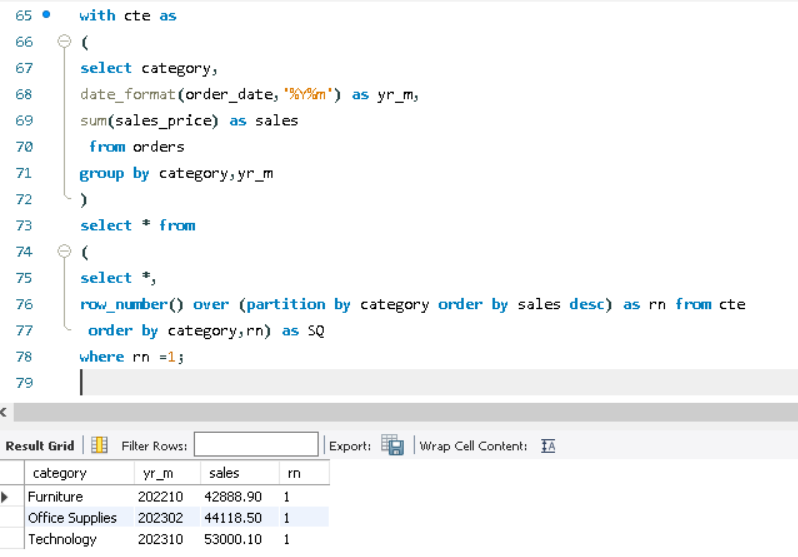 65 with cte as
66 (
67 select category,
68 date_format(order_date,'%Y%m') as yr_m,
69 sum(sales_price) as sales
70 from orders
71 group by category,yr_m
72 )
73 select * from
74 (
75 select *,
76 row_number() over (partition by category order by sales desc) as rn from cte
77 order by category,rn) as SQ
78 where rn =1;
79
Result Grid Filter Rows: Export: Wrap Cell Content: IA
category yr_m sales rn
Furniture 202210 42888.90 1
Office Supplies 202302 44118.50 1
Technology 202310 53000.10 1